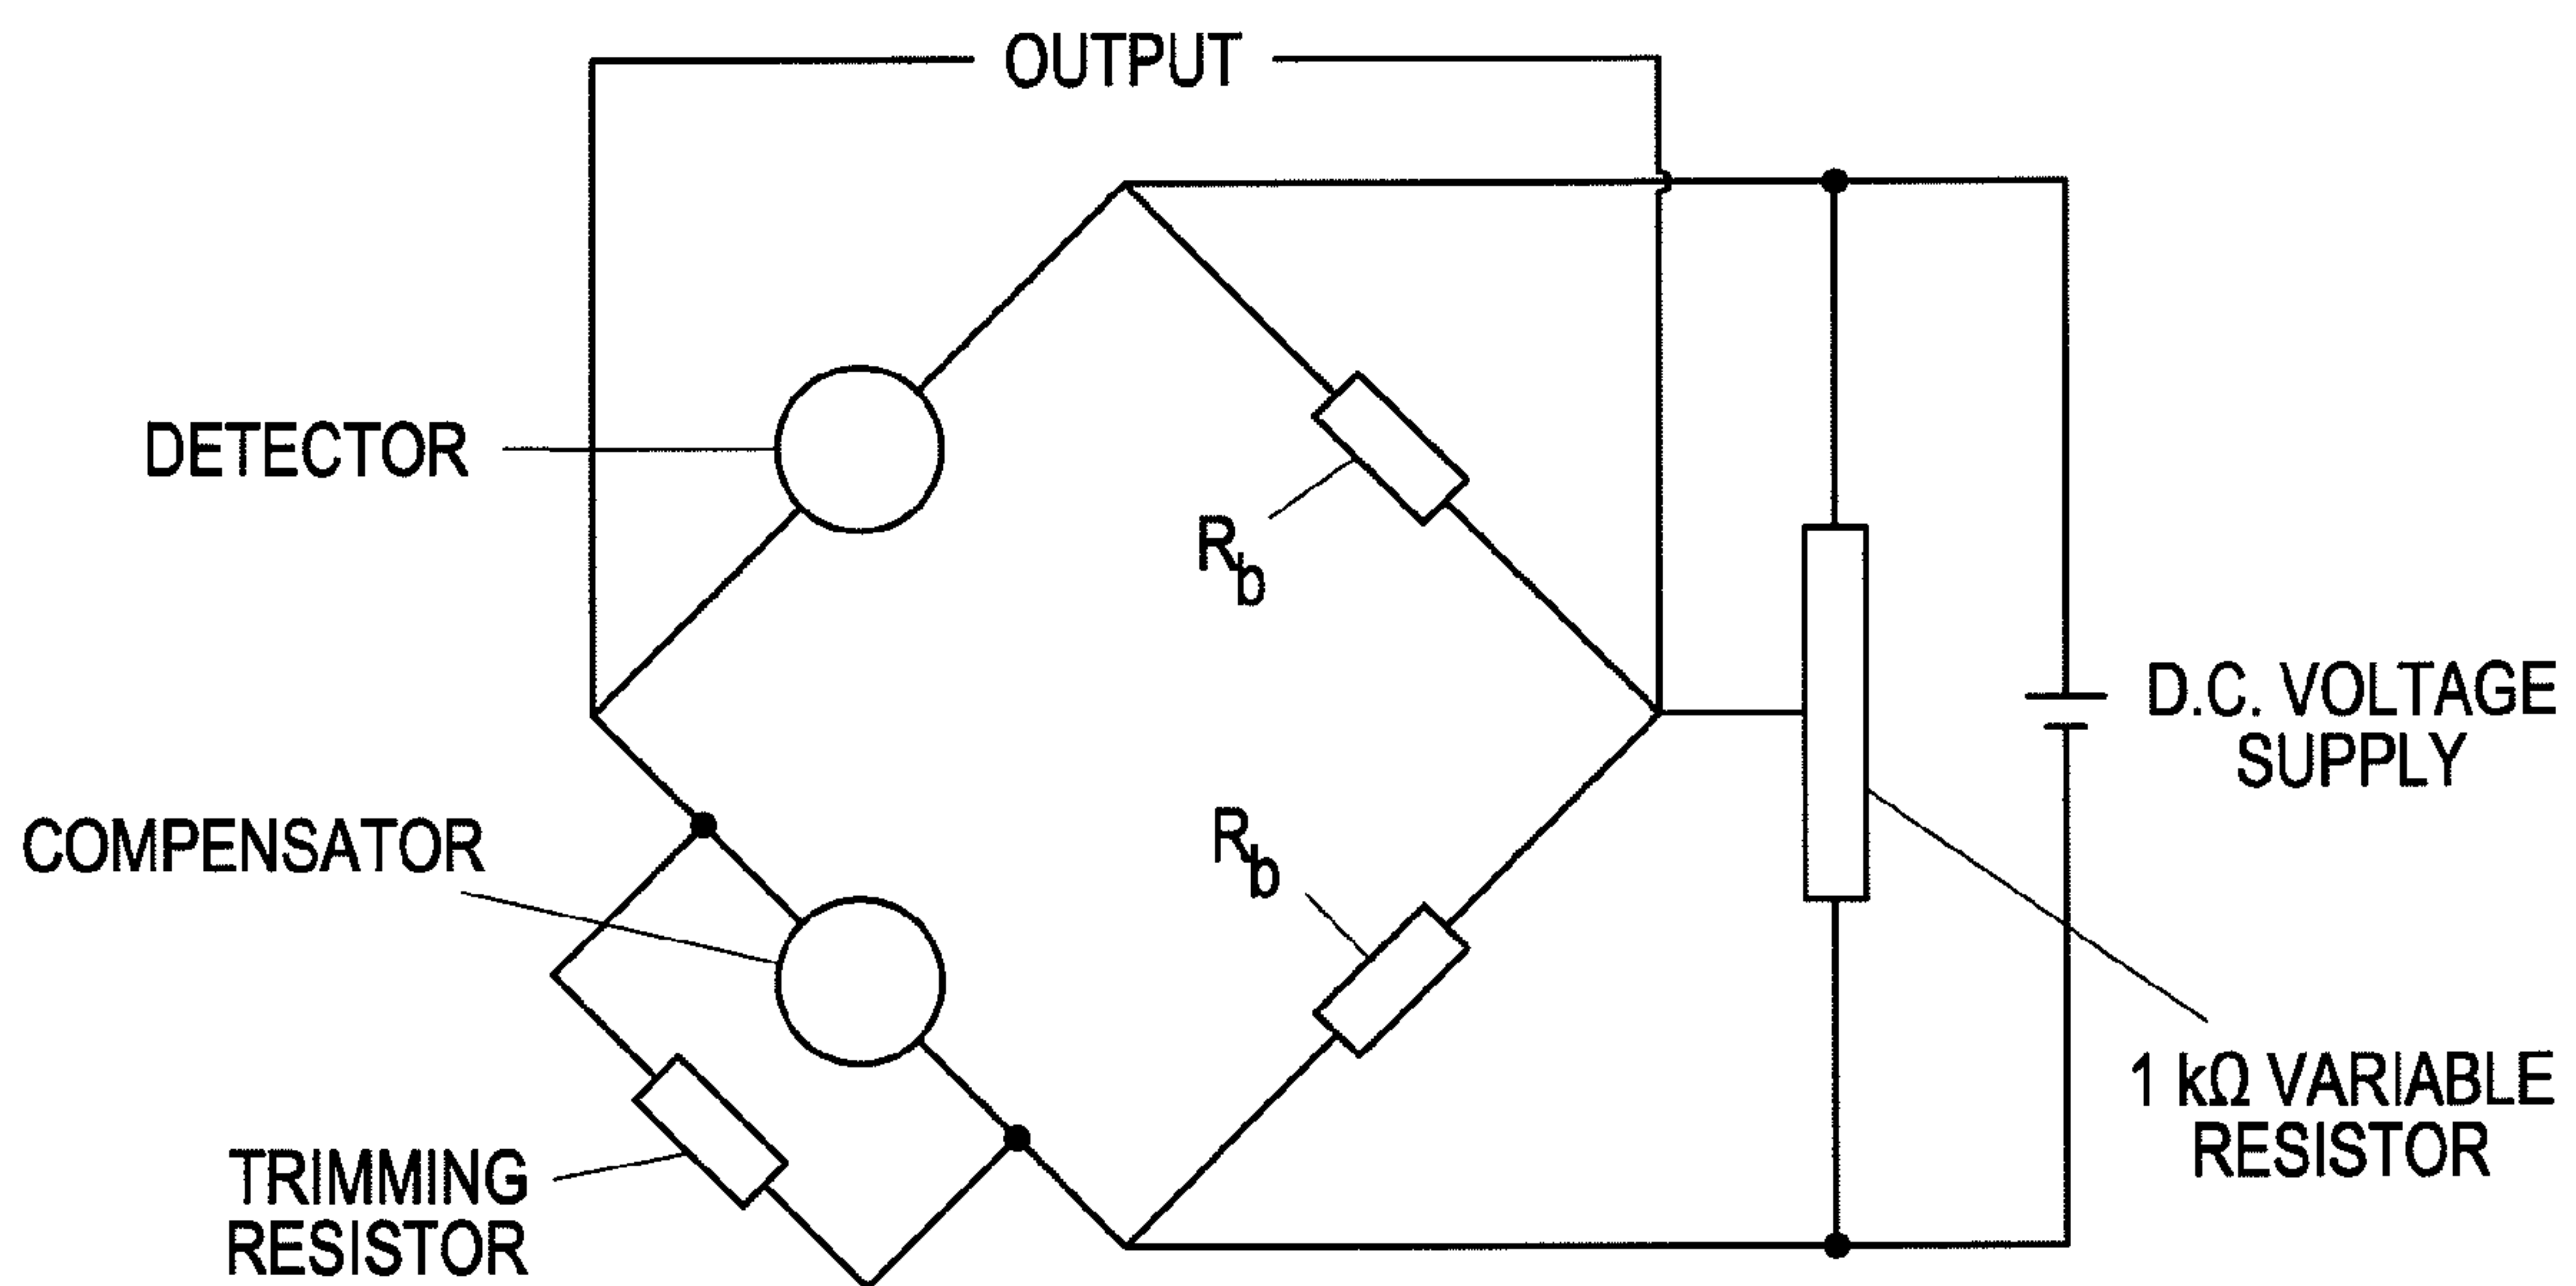 OUTPUT
DETECTOR
R_b
D.C. VOLTAGE
SUPPLY
COMPENSATOR
R_b
1 kΩ VARIABLE
RESISTOR
TRIMMING
RESISTOR